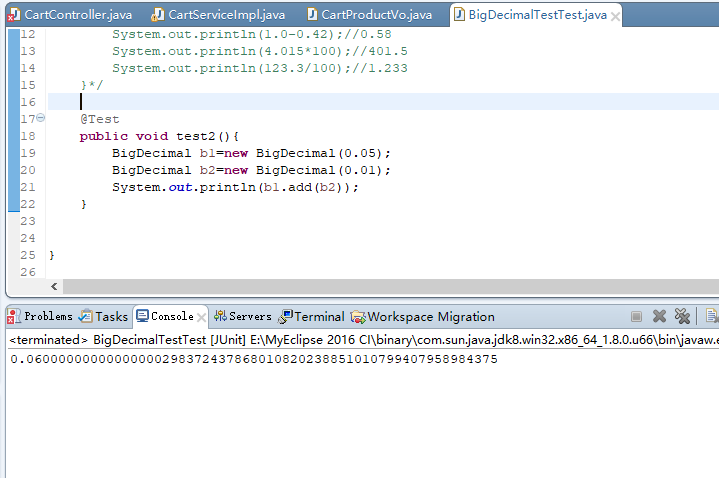 CartController.java CartServiceImpl.java CartProductVo.java BigDecimalTestTest.java
12 System.out.println(1.0-0.42);//0.58
13 System.out.println(4.015*100);//401.5
14 System.out.println(123.3/100);//1.233
15 }*/
16
17 @Test
18 public void test2(){
19 BigDecimal b1=new BigDecimal(0.05);
20 BigDecimal b2=new BigDecimal(0.01);
21 System.out.println(b1.add(b2));
22 }
23
24
25 }
26
Problems Tasks Console Servers Terminal Workspace Migration
<terminated> BigDecimalTestTest [JUnit] E:\MyEclipse 2016 CI\binary\com.sun.java.jdk8.win32.x86_64_1.8.0.u66\bin\javaw.e
0.06000000000000000298372437868010820238851010799407958984375